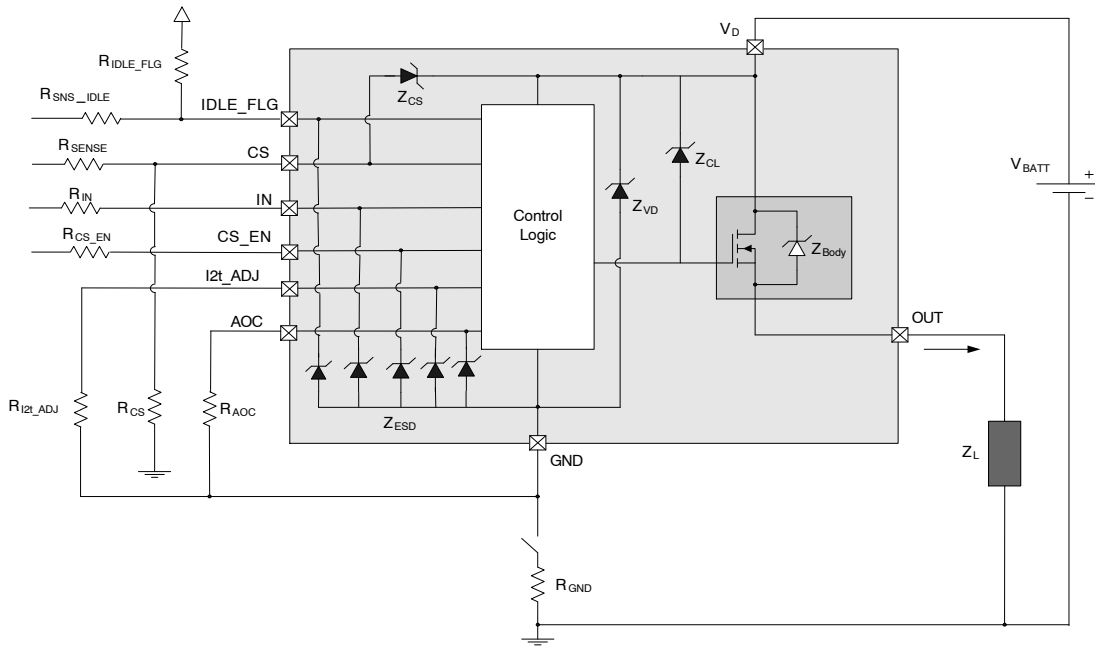 V_D
R_IDLE_FLG
R_SNS_IDLE
IDLE_FLG
Z_CS
R_SENSE
CS
R_IN
IN
R_CS_EN
CS_EN
I2t_ADJ
AOC
Control
Logic
Z_VD
Z_CL
Z_Body
V_BATT
+
−
OUT
R_I2t_ADJ
R_CS
R_AOC
Z_ESD
GND
Z_L
R_GND